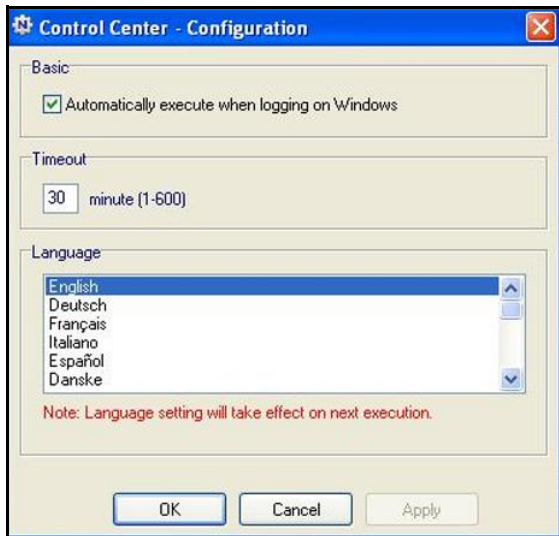 Control Center - Configuration
Basic
Automatically execute when logging on Windows
Timeout
30 minute (1-600)
Language
English
Deutsch
Français
Italiano
Español
Danske
Note: Language setting will take effect on next execution.
OK Cancel Apply